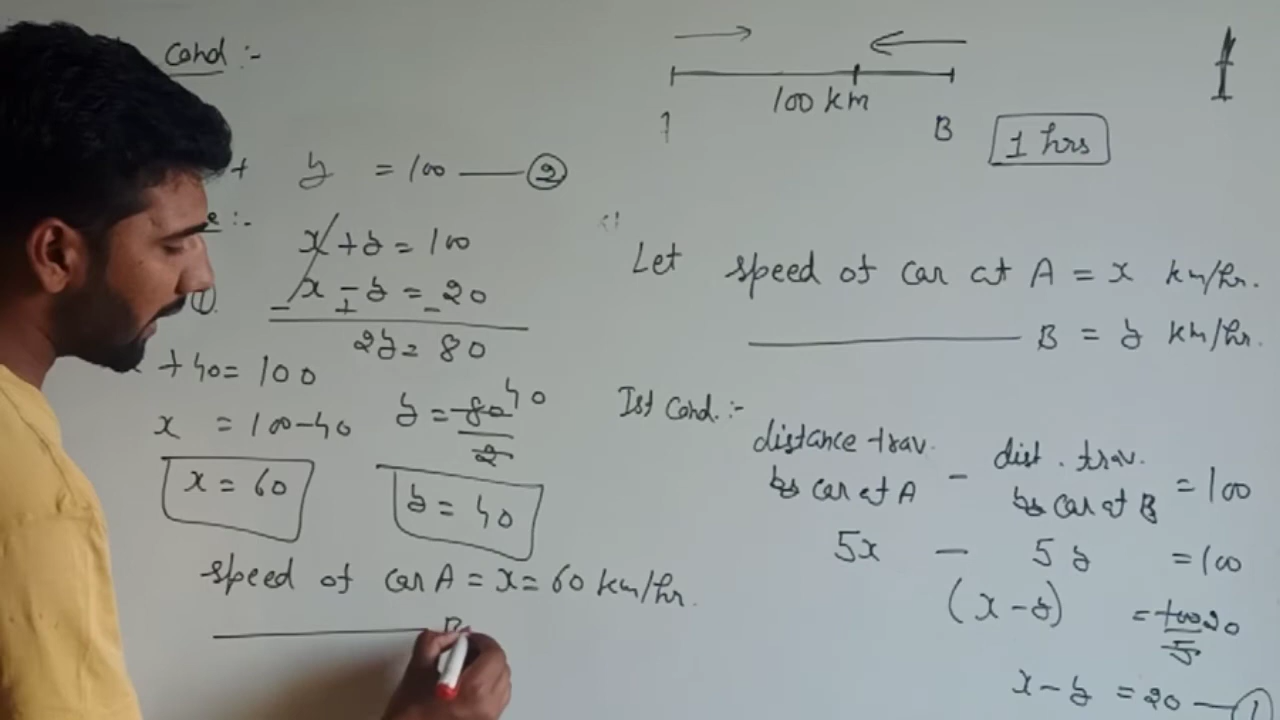 Cond :-
+ y = 100 —— ②
e :-
x + y = 100
①
x - y = 20
- + -
2y = 80
+ 40 = 100
x = 100 - 40
y = 80/2 40
x = 60
y = 40
speed of car A = x = 60 km/hr.
—————— B
100 km
B
1 hrs
Let speed of car at A = x km/hr.
—————— B = y km/hr.
Ist Cond. :-
distance trav. by car at A - dist. trav. by car at B = 100
5x - 5y = 100
(x - y) = 100/5 20
x - y = 20 — ①